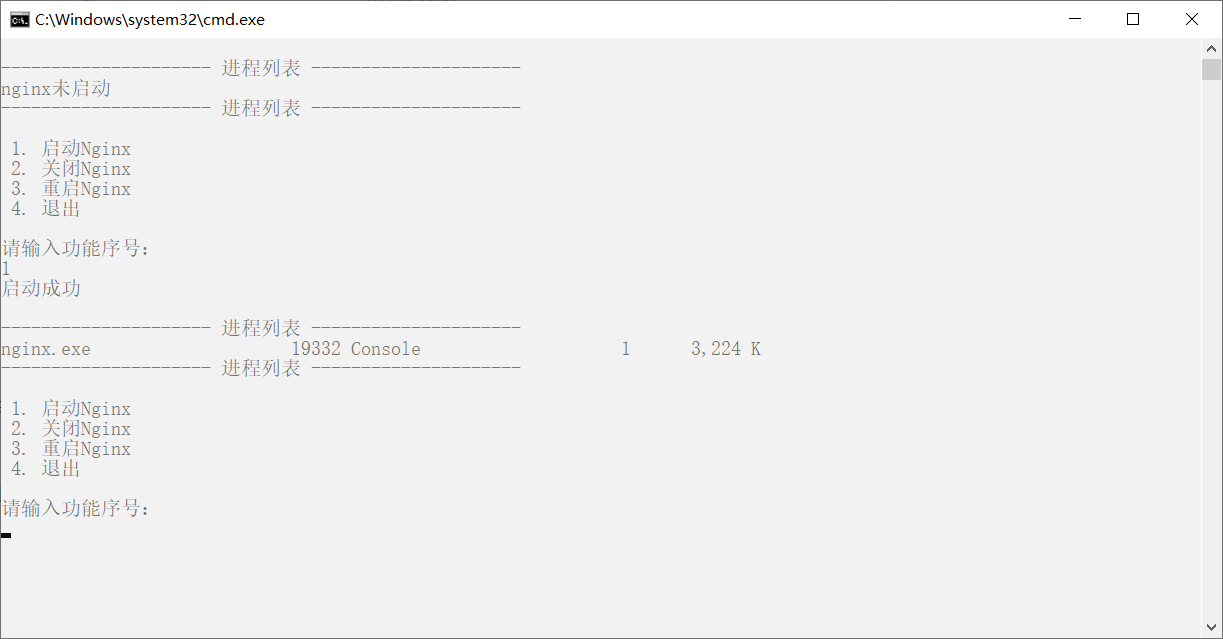 C:\Windows\system32\cmd.exe
--------------------- 进程列表 ---------------------
nginx未启动
--------------------- 进程列表 ---------------------
1. 启动Nginx
2. 关闭Nginx
3. 重启Nginx
4. 退出
请输入功能序号:
1
启动成功
--------------------- 进程列表 ---------------------
nginx.exe                    19332 Console                    1      3,224 K
--------------------- 进程列表 ---------------------
1. 启动Nginx
2. 关闭Nginx
3. 重启Nginx
4. 退出
请输入功能序号: